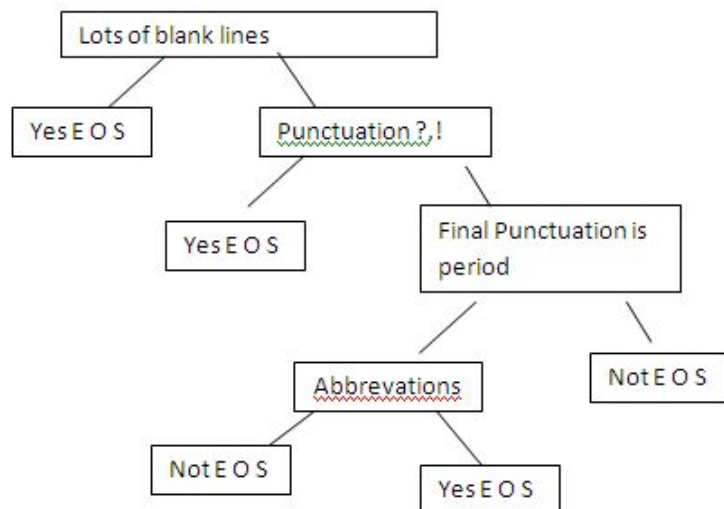 Lots of blank lines
Yes E O S
Punctuation ?,!
Yes E O S
Final Punctuation is
period
Abbrevations
Not E O S
Not E O S
Yes E O S